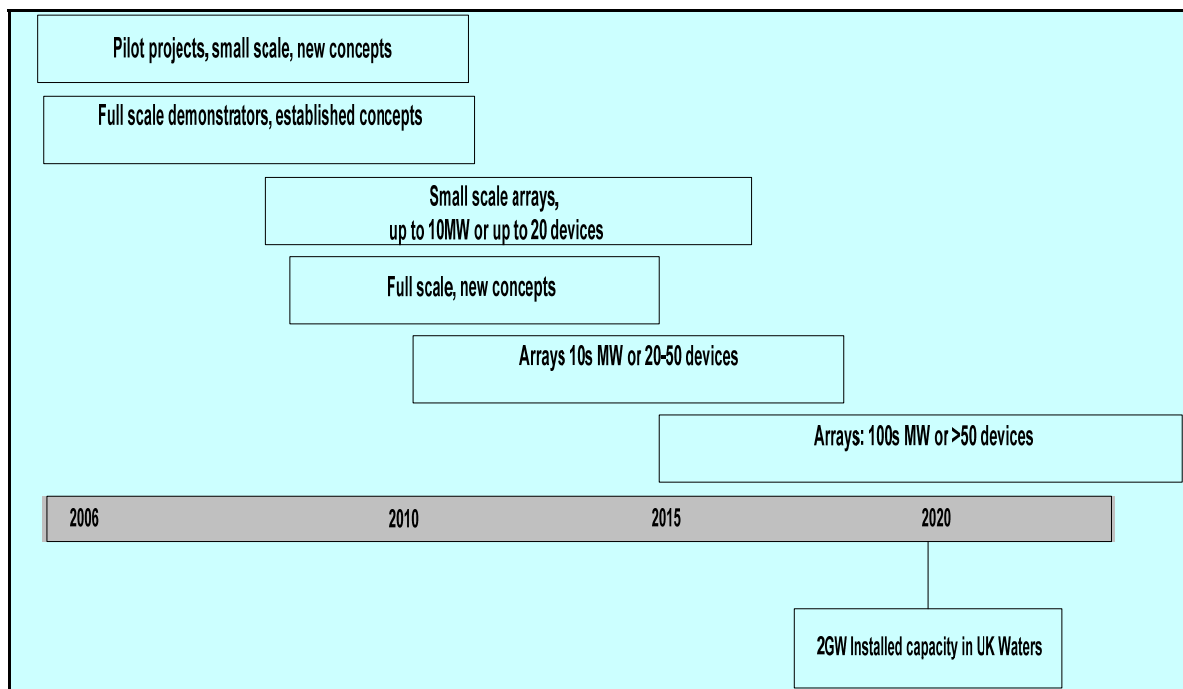 Pilot projects, small scale, new concepts
Full scale demonstrators, established concepts
Small scale arrays,
up to 10MW or up to 20 devices
Full scale, new concepts
Arrays 10s MW or 20-50 devices
Arrays: 100s MW or >50 devices
2006 2010 2015 2020
2GW Installed capacity in UK Waters